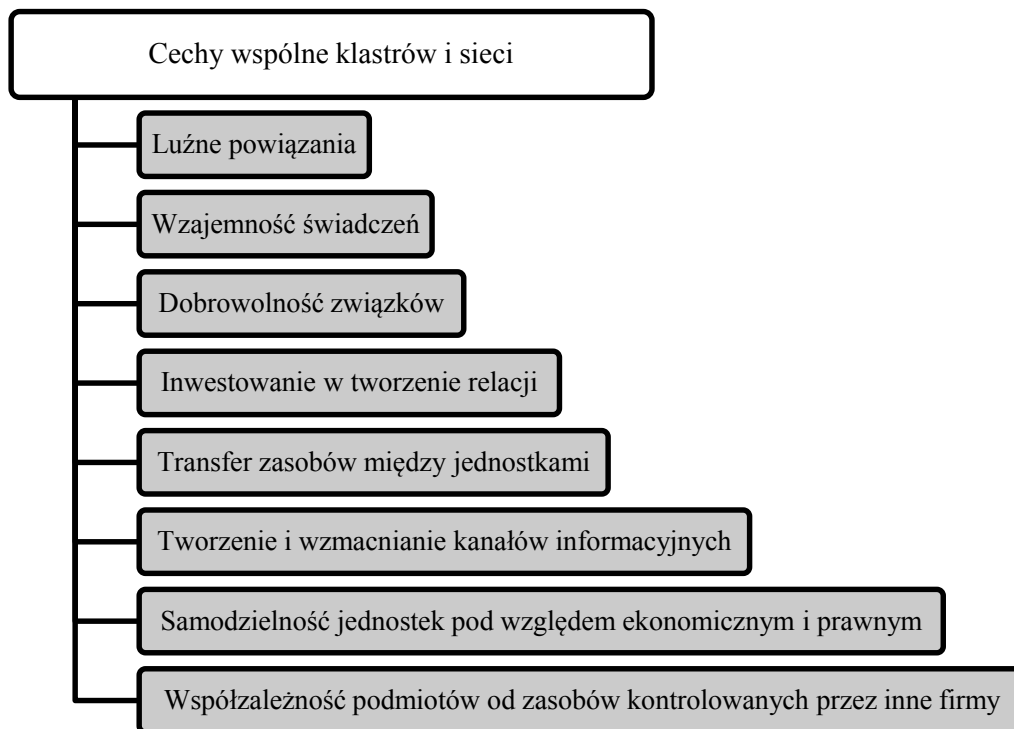 Cechy wspólne klastrów i sieci
Luźne powiązania
Wzajemność świadczeń
Dobrowolność związków
Inwestowanie w tworzenie relacji
Transfer zasobów między jednostkami
Tworzenie i wzmacnianie kanałów informacyjnych
Samodzielność jednostek pod względem ekonomicznym i prawnym
Współzależność podmiotów od zasobów kontrolowanych przez inne firmy